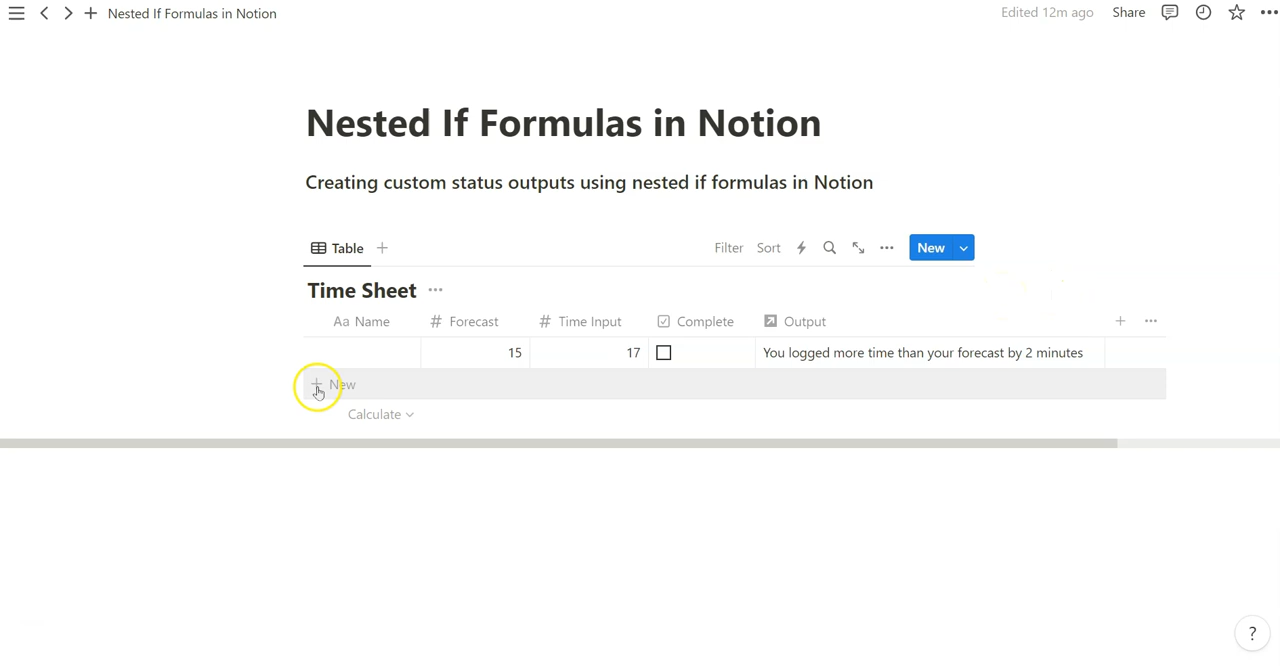 Nested If Formulas in Notion
Edited 12m ago Share
Nested If Formulas in Notion
Creating custom status outputs using nested if formulas in Notion
Table
Filter Sort New
Time Sheet
Aa Name # Forecast # Time Input Complete Output
15 17 You logged more time than your forecast by 2 minutes
+ New
Calculate
?